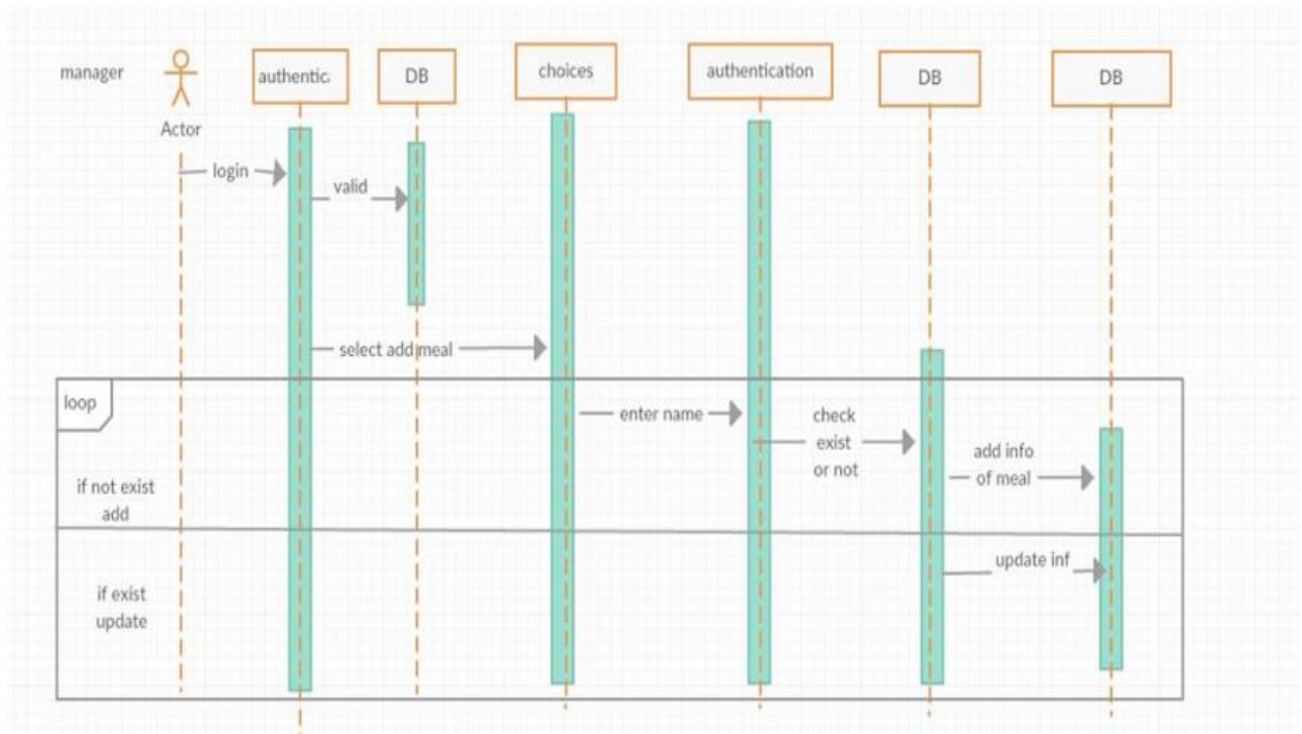 manager
Actor
authentic
DB
choices
authentication
DB
DB
login
valid
select add meal
loop
enter name
check
exist
or not
add info
of meal
if not exist
add
update inf
if exist
update